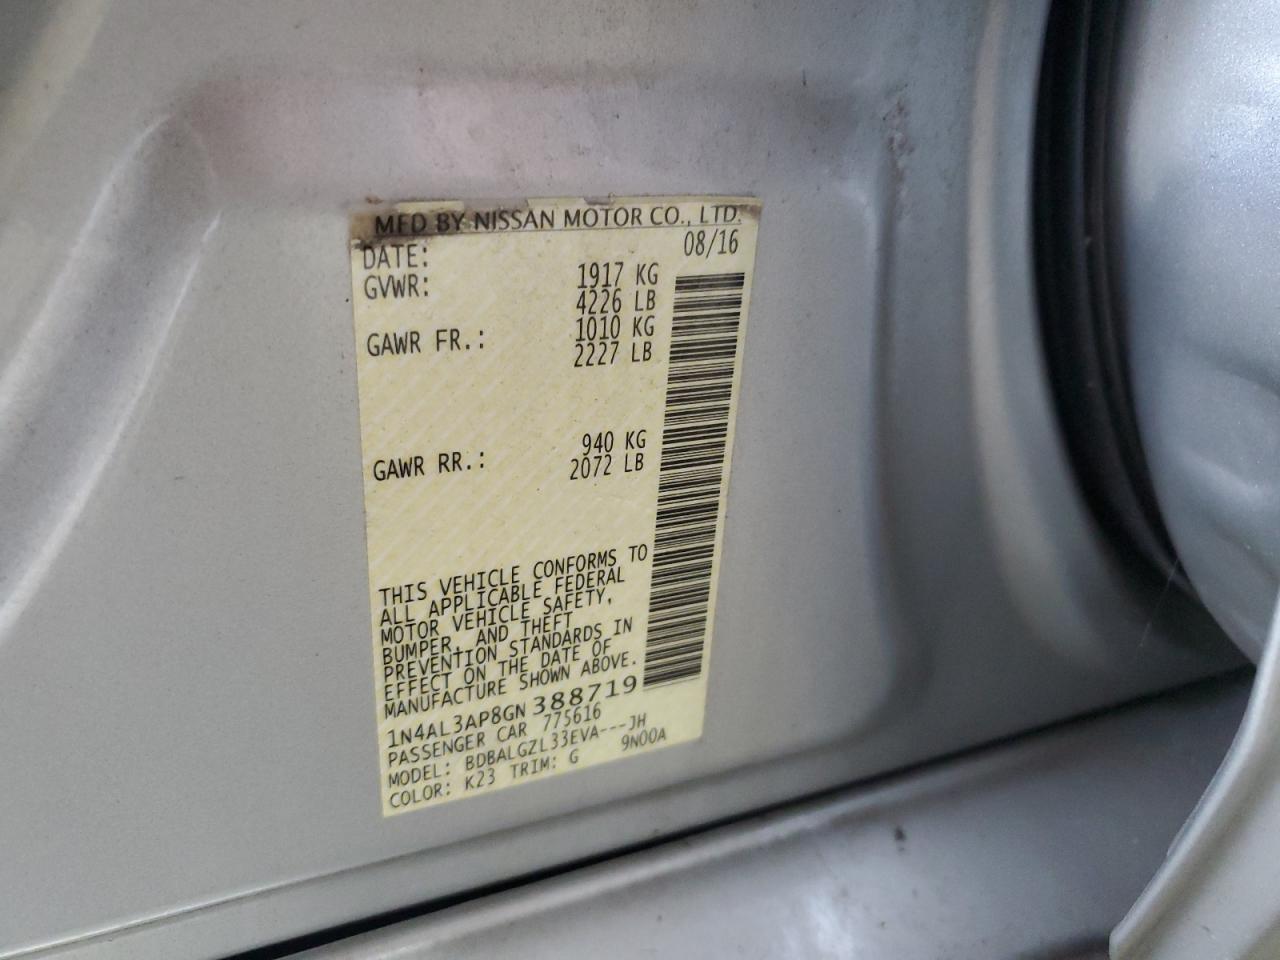 MFD BY NISSAN MOTOR CO., LTD.
DATE: 08/16
GVWR: 1917 KG
4226 LB
GAWR FR.: 1010 KG
2227 LB
GAWR RR.: 940 KG
2072 LB
THIS VEHICLE CONFORMS TO
ALL APPLICABLE FEDERAL
MOTOR VEHICLE SAFETY,
BUMPER, AND THEFT
PREVENTION STANDARDS IN
EFFECT ON THE DATE OF
MANUFACTURE SHOWN ABOVE.
1N4AL3AP8GN388719
PASSENGER CAR 775616
MODEL: BDBALGZL33EVA---JH
COLOR: K23 TRIM: G 9N00A